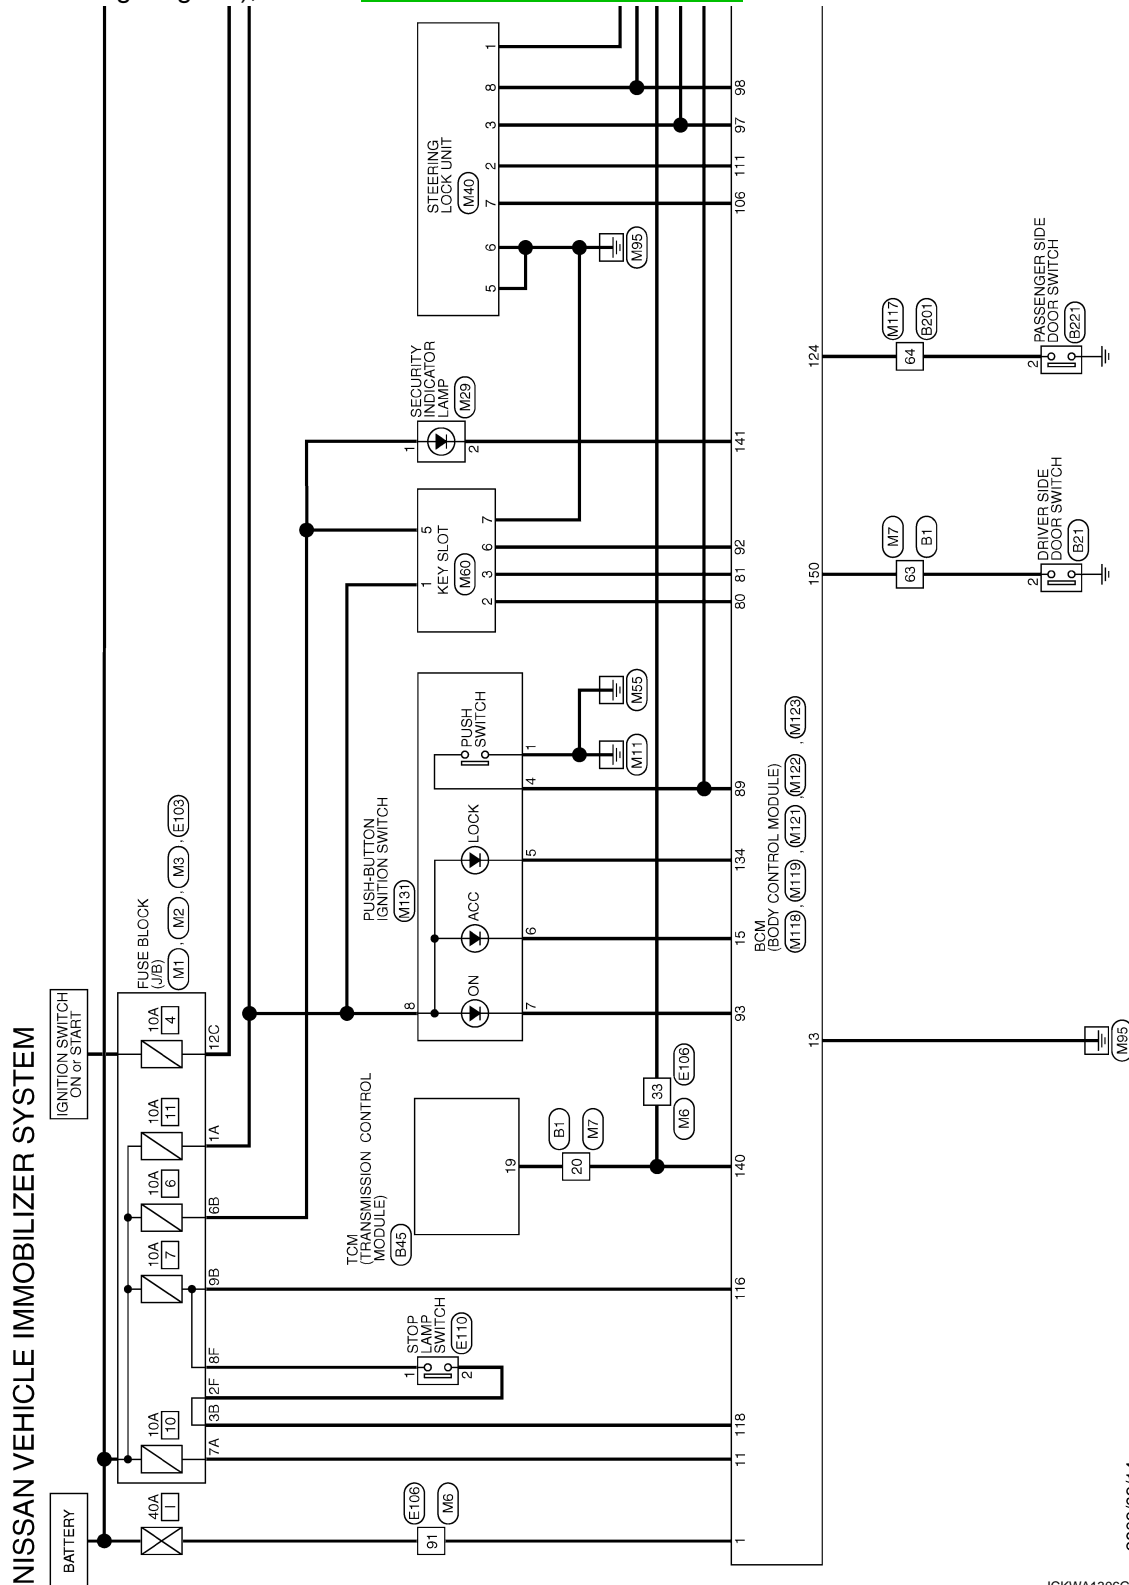 NISSAN VEHICLE IMMOBILIZER SYSTEM
BATTERY
IGNITION SWITCH
ON or START
40A
I
10A
10
10A
7
10A
6
10A
11
10A
4
FUSE BLOCK
(J/B)
M1 , M2 , M3 , E103
7A
3B
2F
8F
9B
6B
1A
12C
E106
91
M6
STOP
LAMP
SWITCH
E110
1
2
TCM
(TRANSMISSION CONTROL
MODULE)
B45
19
B1
20
M7
33
E106
M6
PUSH-BUTTON
IGNITION SWITCH
M131
8
ON
ACC
LOCK
PUSH
SWITCH
7
6
5
4
1
M11
M55
KEY SLOT
M60
1
5
2
3
6
7
SECURITY
INDICATOR
LAMP
M29
1
2
STEERING
LOCK UNIT
M40
5
6
7
2
3
8
1
M95
1
11
118
116
140
93
15
134
89
80
81
92
141
106
111
97
98
BCM
(BODY CONTROL MODULE)
M118 , M119 , M121 , M122 , M123
13
150
124
M95
M7
63
B1
DRIVER SIDE
DOOR SWITCH
B21
2
M117
64
B201
PASSENGER SIDE
DOOR SWITCH
B221
2